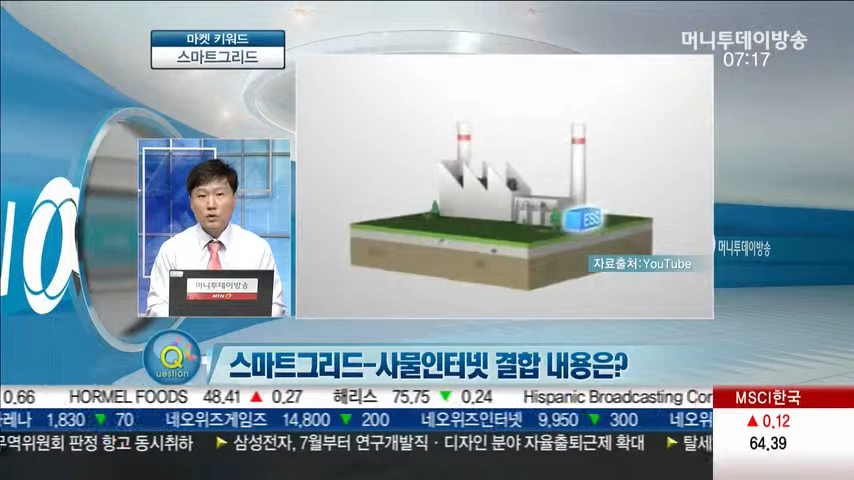 마켓 키워드
스마트그리드
머니투데이방송
07:17
ESS
자료출처:YouTube
머니투데이방송
머니투데이방송
MTN
Question
스마트그리드-사물인터넷 결합 내용은?
0.66 HORMEL FOODS 48,41 ▲ 0,27 해리스 75,75 ▼ 0,24 Hispanic Broadcasting Cor
1,830 ▼ 70 네오위즈게임즈 14,800 ▼ 200 네오위즈인터넷 9,950 ▼ 300 네오위
위원회 판정 항고 동시취하 ▶ 삼성전자, 7월부터 연구개발직·디자인 분야 자율출퇴근제 확대 ▶ 탈세
MSCI한국
▲ 0.12
64.39